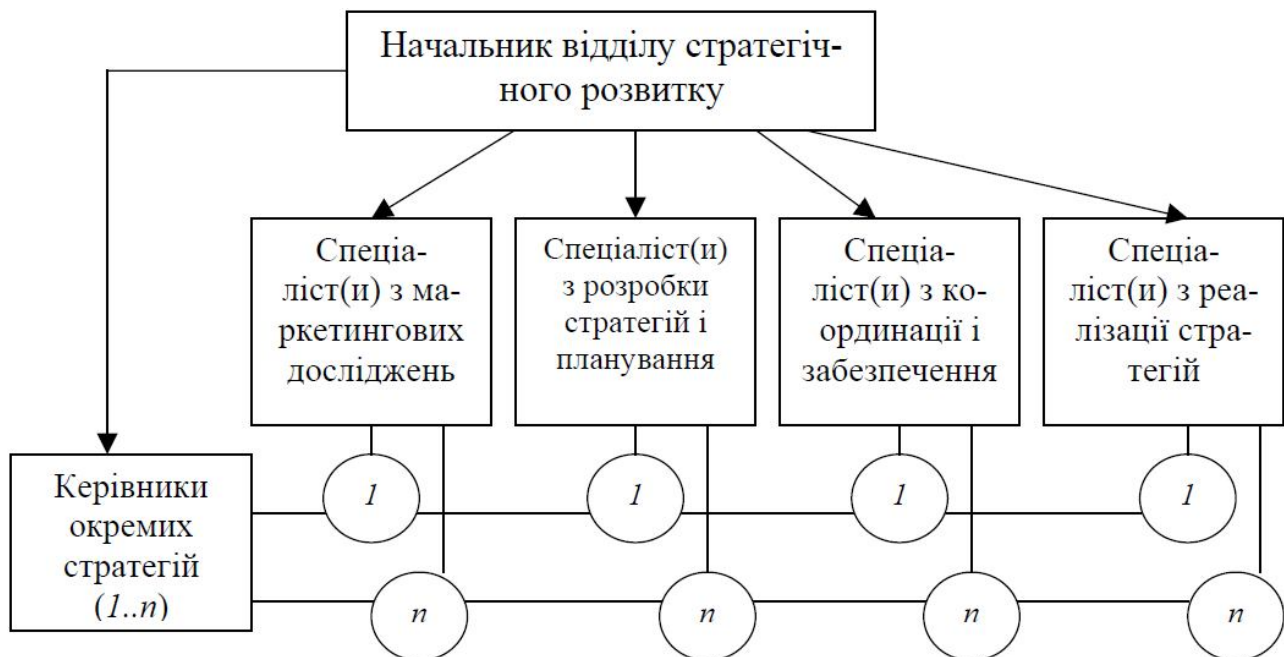 Начальник відділу стратегіч-
ного розвитку
Спеціа-
ліст(и) з ма-
ркетингових
досліджень
Спеціаліст(и)
з розробки
стратегій і
планування
Спеціа-
ліст(и) з ко-
ординації і
забезпечення
Спеціа-
ліст(и) з реа-
лізації стра-
тегій
Керівники
окремих
стратегій
(1..n)
1
1
1
1
n
n
n
n